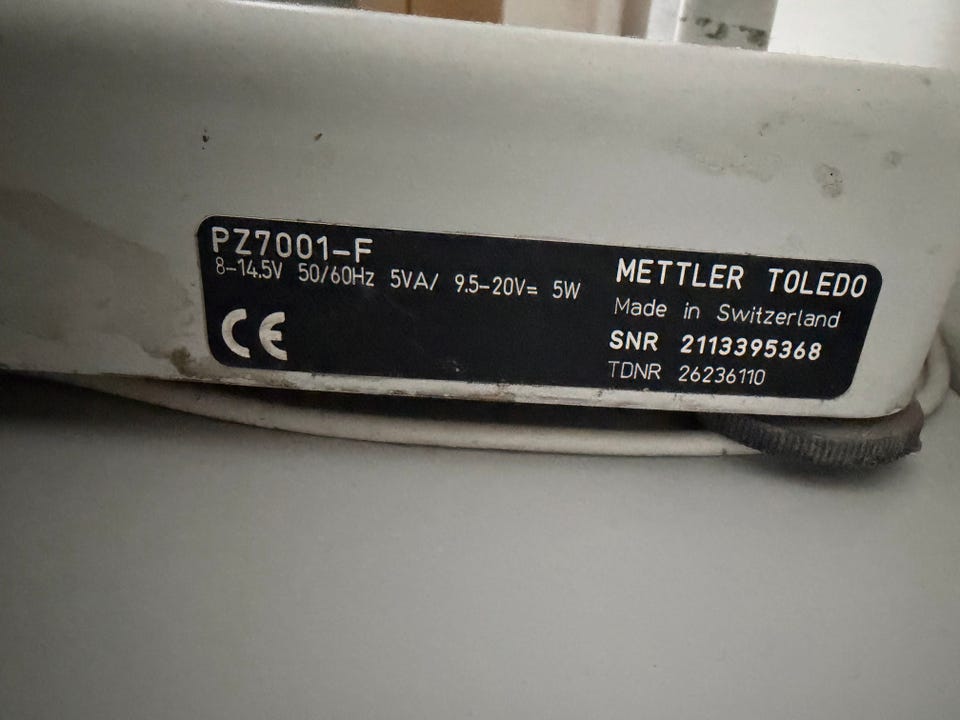 PZ7001-F
8-14.5V 50/60Hz 5VA/ 9.5-20V= 5W
CE
METTLER TOLEDO
Made in Switzerland
SNR 2113395368
TDNR 26236110